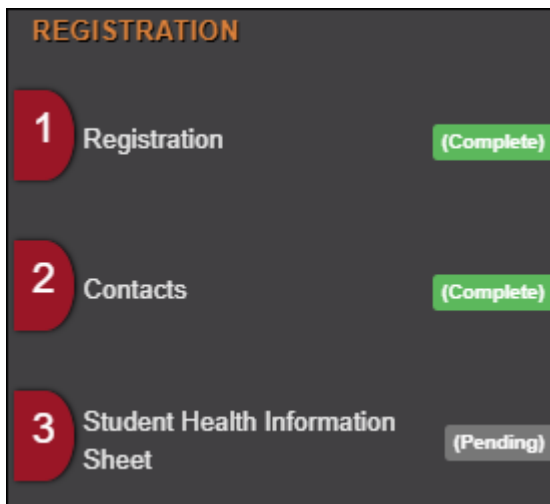 REGISTRATION
1 Registration (Complete)
2 Contacts (Complete)
3 Student Health Information
Sheet (Pending)